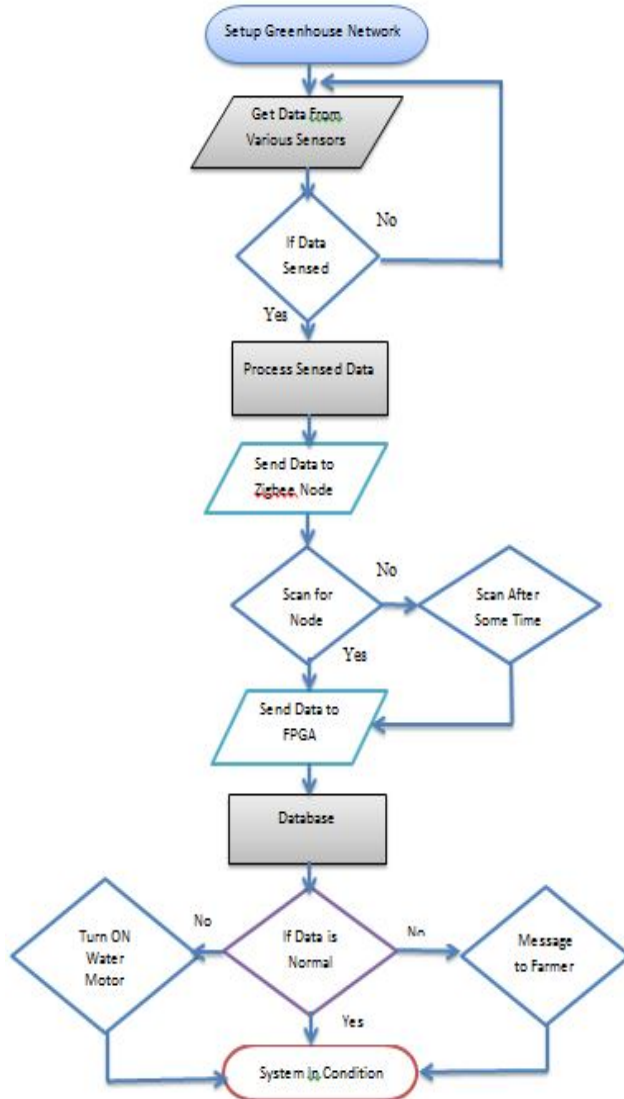 Setup Greenhouse Network
Get Data From
Various Sensors
No
If Data
Sensed
Yes
Process Sensed Data
Send Data to
Zigbee Node
No
Scan for
Node
Scan After
Some Time
Yes
Send Data to
FPGA
Database
Turn ON
Water
Motor
No
If Data is
Normal
No
Message
to Farmer
Yes
System In Condition